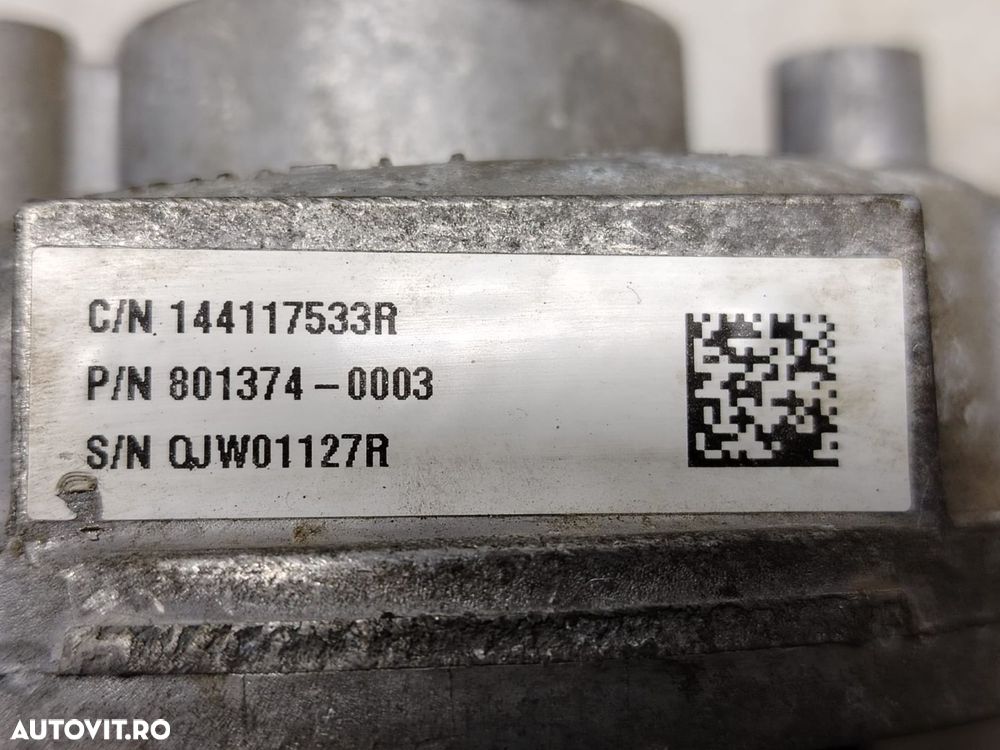 C/N 144117533R
P/N 801374-0003
S/N QJW01127R
AUTOVIT.RO